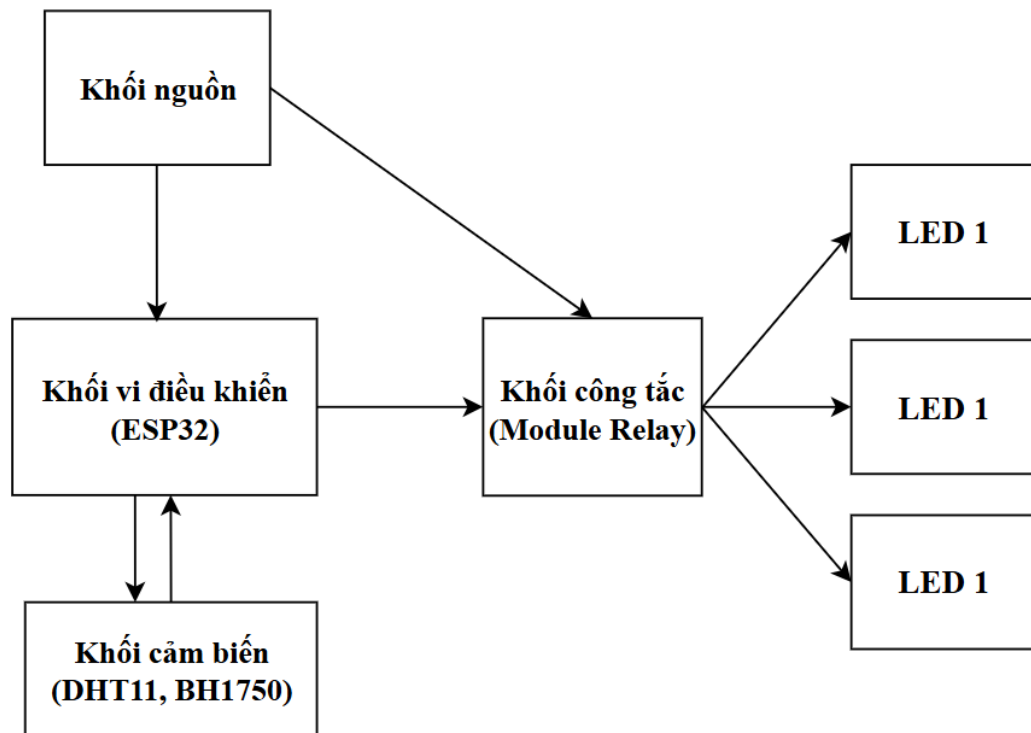 Khối nguồn
LED 1
Khối vi điều khiển
(ESP32)
Khối công tắc
(Module Relay)
LED 1
LED 1
Khối cảm biến
(DHT11, BH1750)